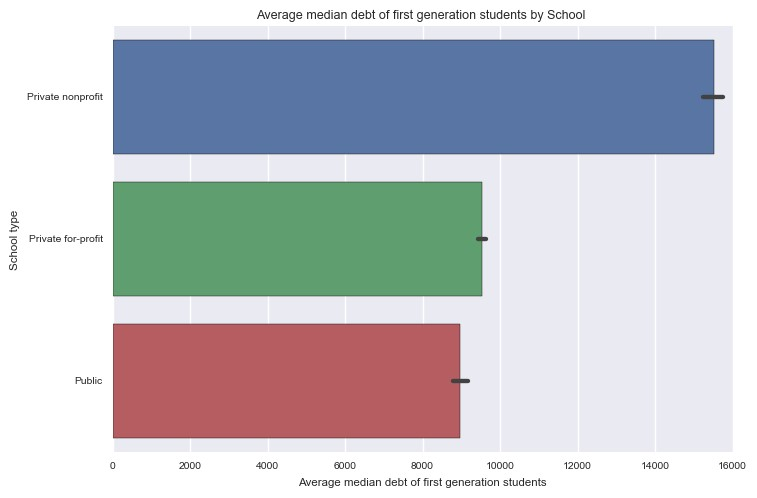 Average median debt of first generation students by School
School type
Private nonprofit
Private for-profit
Public
0 2000 4000 6000 8000 10000 12000 14000 16000
Average median debt of first generation students